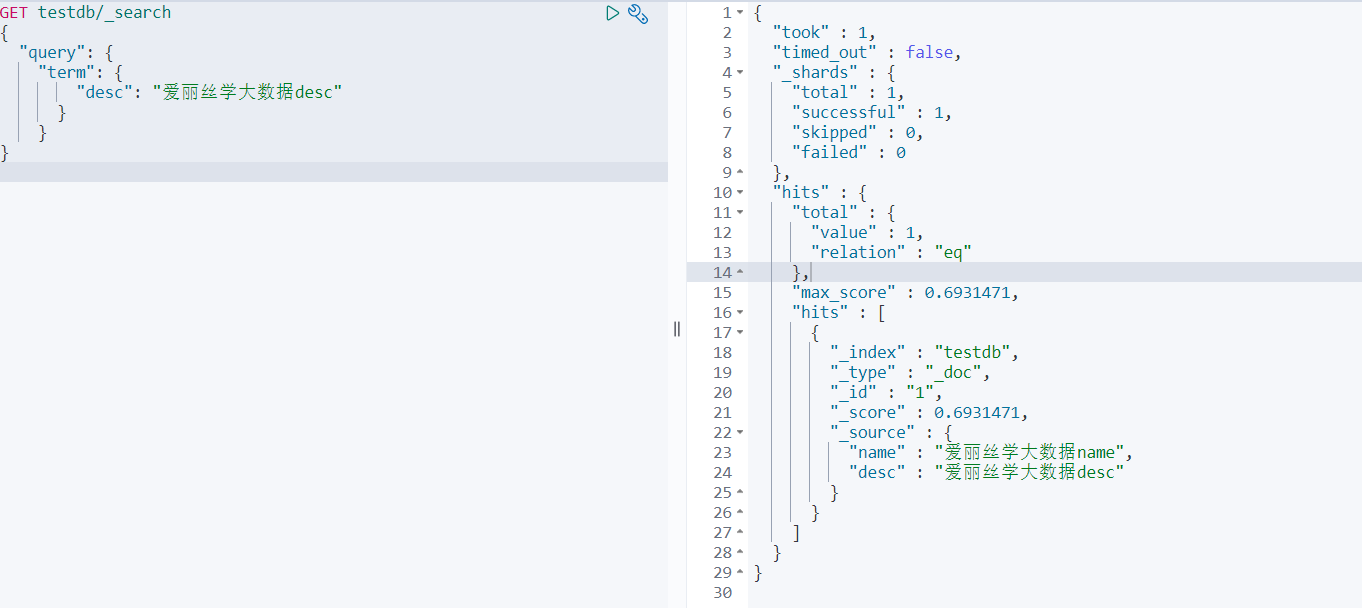 GET testdb/_search
{
  "query": {
    "term": {
        "desc": "爱丽丝学大数据desc"
      }
    }
}
1 {
2   "took" : 1,
3   "timed_out" : false,
4   "_shards" : {
5     "total" : 1,
6     "successful" : 1,
7     "skipped" : 0,
8     "failed" : 0
9   },
10   "hits" : {
11     "total" : {
12       "value" : 1,
13       "relation" : "eq"
14     },
15     "max_score" : 0.6931471,
16     "hits" : [
17       {
18         "_index" : "testdb",
19         "_type" : "_doc",
20         "_id" : "1",
21         "_score" : 0.6931471,
22         "_source" : {
23           "name" : "爱丽丝学大数据name",
24           "desc" : "爱丽丝学大数据desc"
25         }
26       }
27     ]
28   }
29 }
30